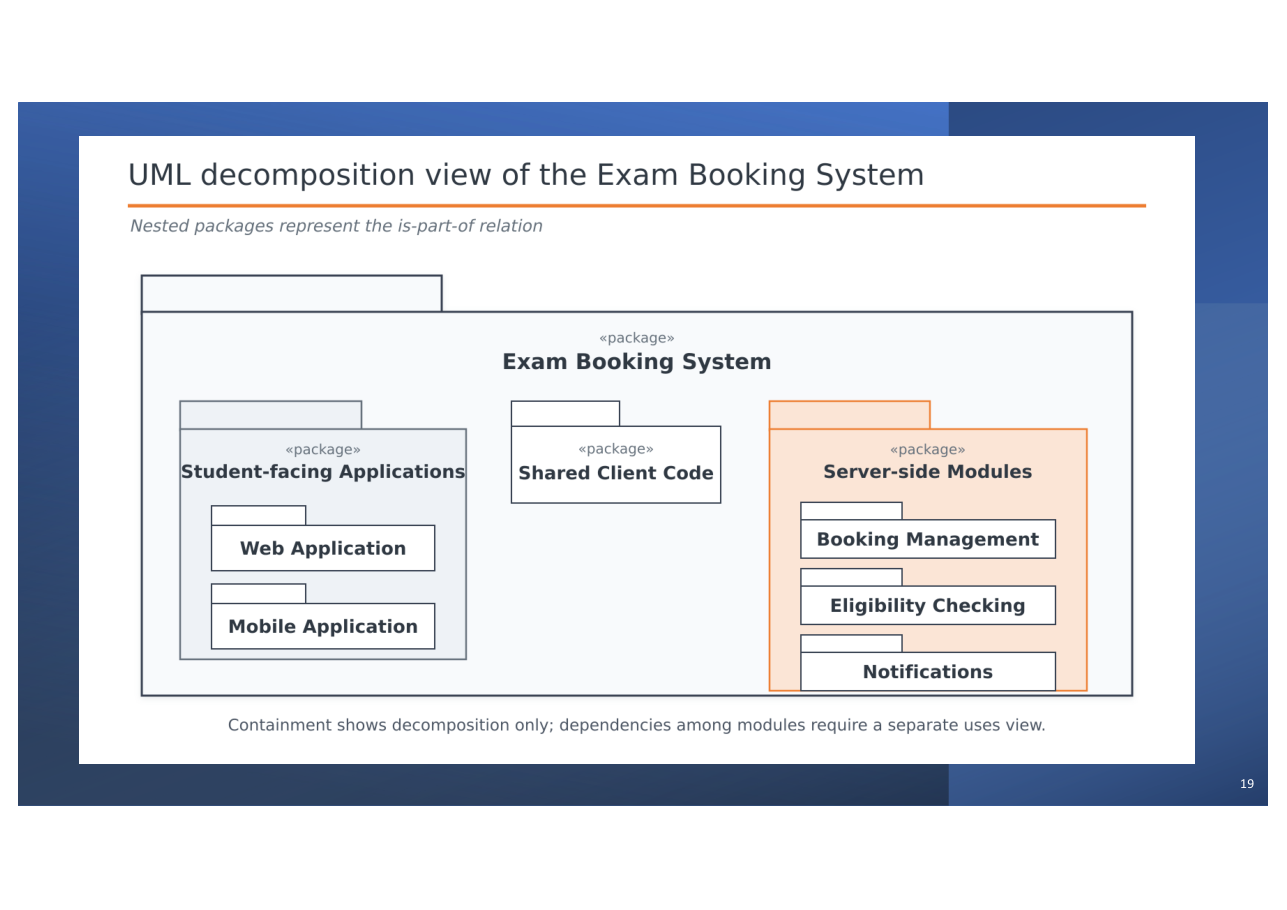 UML decomposition view of the Exam Booking System
Nested packages represent the is-part-of relation
«package»
Exam Booking System
«package»
Student-facing Applications
Web Application
Mobile Application
«package»
Shared Client Code
«package»
Server-side Modules
Booking Management
Eligibility Checking
Notifications
Containment shows decomposition only; dependencies among modules require a separate uses view.
19